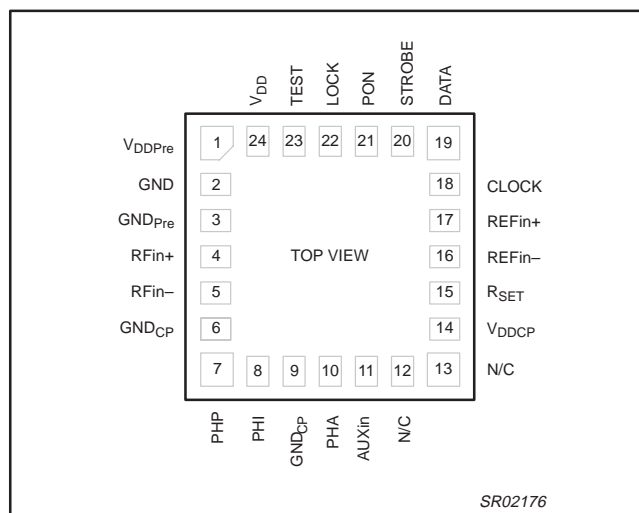 VDD TEST LOCK PON STROBE DATA
1 24 23 22 21 20 19
VDDPre
GND 2 18 CLOCK
GNDPre 3 17 REFin+
RFin+ 4 TOP VIEW 16 REFin–
RFin– 5 15 RSET
GNDCP 6 14 VDDCP
7 8 9 10 11 12 13 N/C
PHP PHI GNDCP PHA AUXin N/C
SR02176